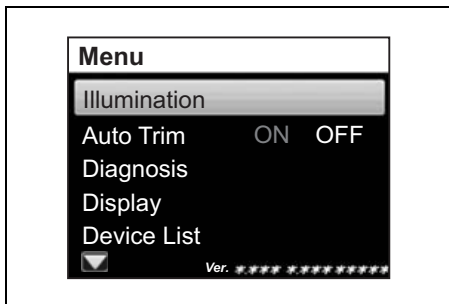 Menu
Illumination
Auto Trim ON OFF
Diagnosis
Display
Device List
Ver. *.*** *.*********